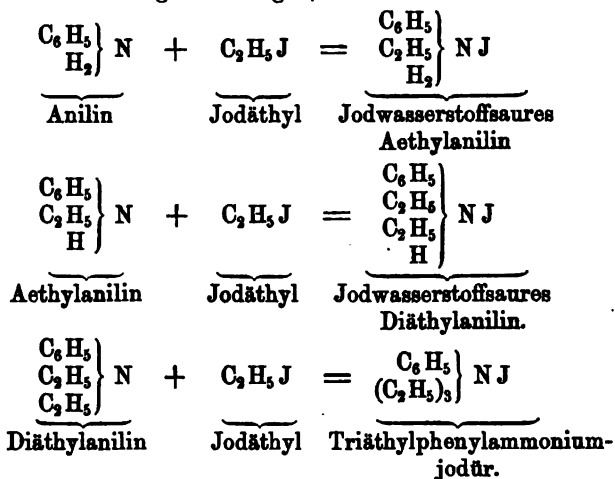 C₆H₅
H₂} N + C₂H₅J = C₆H₅
C₂H₅
H₂} NJ
Anilin Jodäthyl Jodwasserstoffsaures
Aethylanilin
C₆H₅
C₂H₅
H} N + C₂H₅J = C₆H₅
C₂H₅
C₂H₅
H} NJ
Aethylanilin Jodäthyl Jodwasserstoffsaures
Diäthylanilin.
C₆H₅
C₂H₅
C₂H₅} N + C₂H₅J = C₆H₅
(C₂H₅)₃} NJ
Diäthylanilin Jodäthyl Triäthylphenylammonium-
jodür.